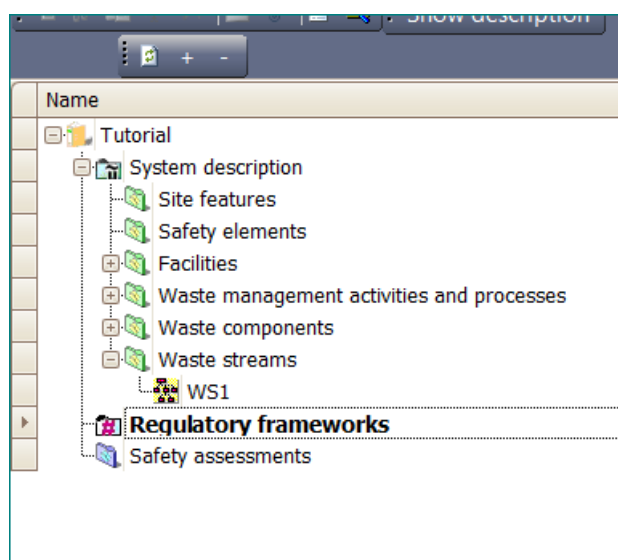 Show description
+ -
Name
Tutorial
System description
Site features
Safety elements
Facilities
Waste management activities and processes
Waste components
Waste streams
WS1
Regulatory frameworks
Safety assessments